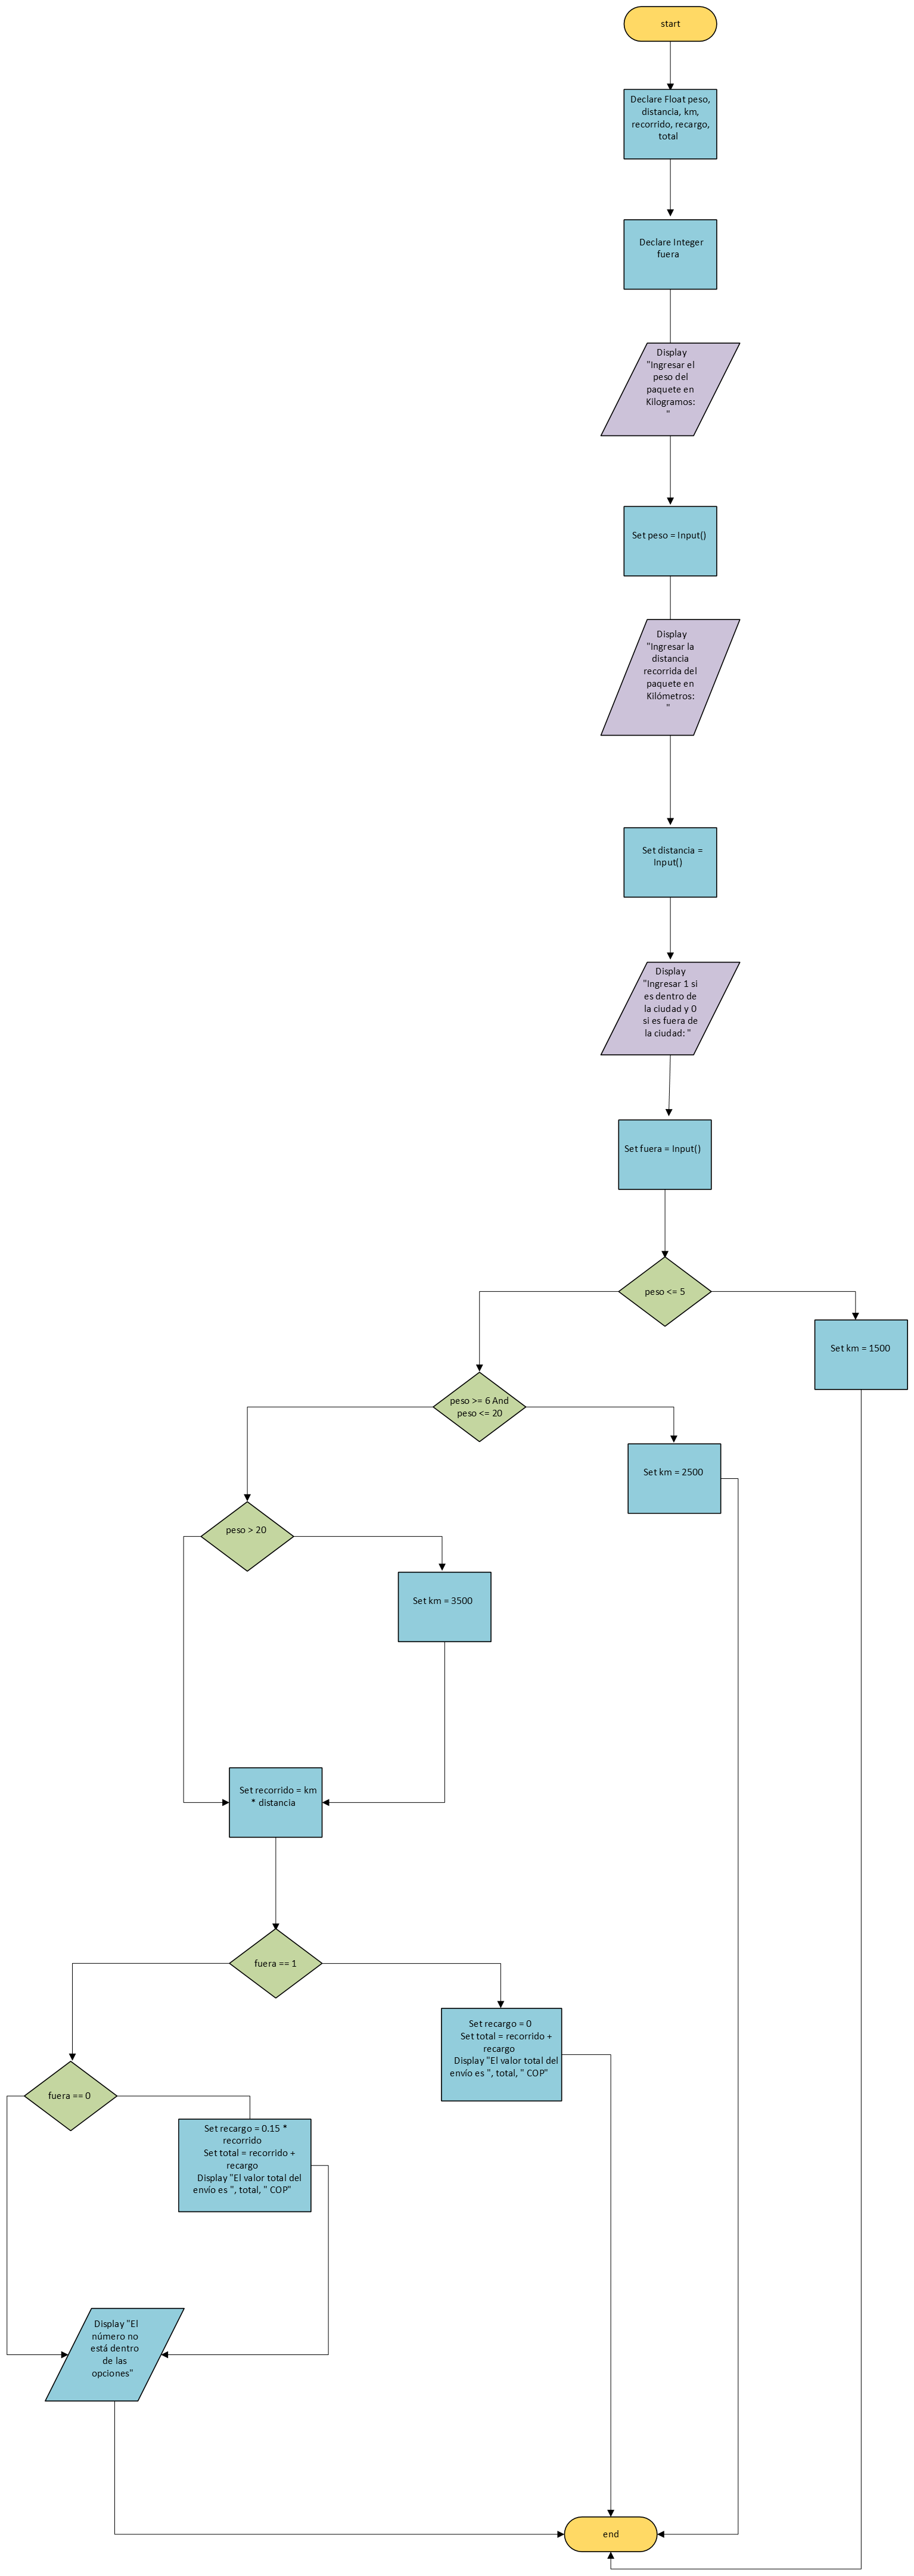 start
Declare Float peso,
distancia, km,
recorrido, recargo,
total
Declare Integer
fuera
Display
"Ingresar el
peso del
paquete en
Kilogramos:
"
Set peso = Input()
Display
"Ingresar la
distancia
recorrida del
paquete en
Kilómetros:
"
Set distancia =
Input()
Display
"Ingresar 1 si
es dentro de
la ciudad y 0
si es fuera de
la ciudad: "
Set fuera = Input()
peso <= 5
Set km = 1500
peso >= 6 And
peso <= 20
Set km = 2500
peso > 20
Set km = 3500
Set recorrido = km
* distancia
fuera == 1
Set recargo = 0
Set total = recorrido +
recargo
Display "El valor total del
envío es ", total, " COP"
fuera == 0
Set recargo = 0.15 *
recorrido
Set total = recorrido +
recargo
Display "El valor total del
envío es ", total, " COP"
Display "El
número no
está dentro
de las
opciones"
end